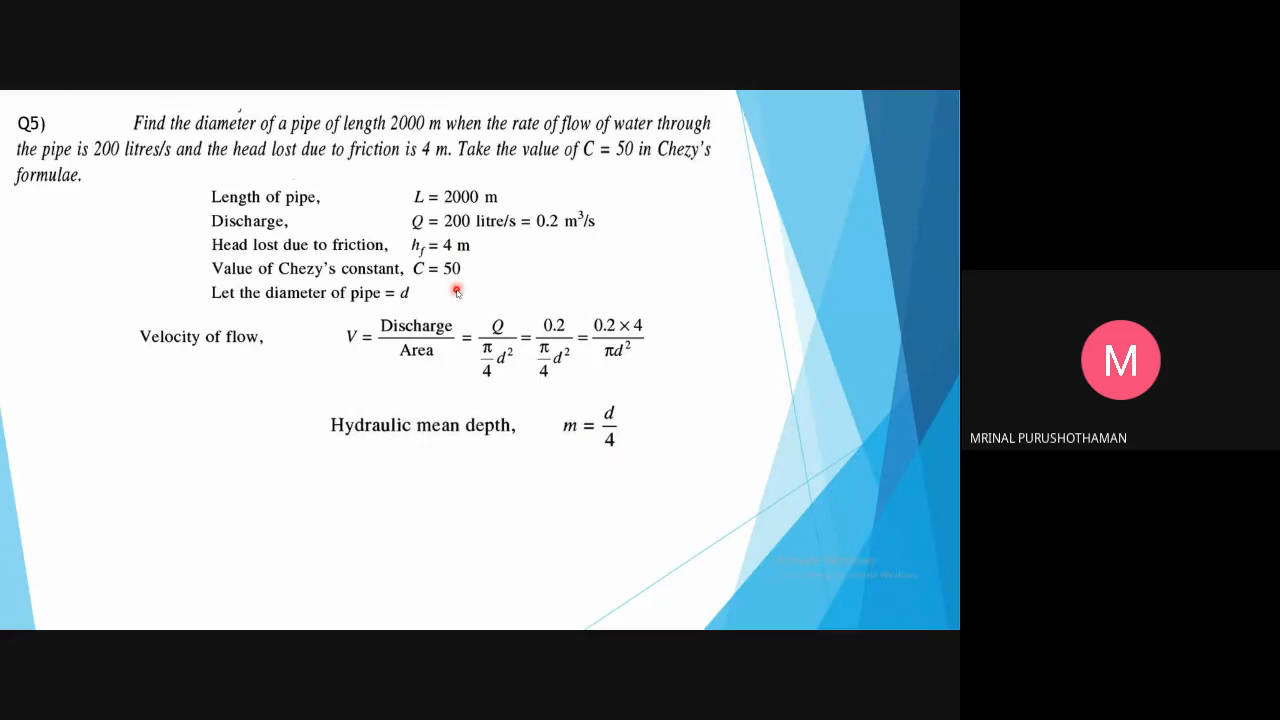 Q5) Find the diameter of a pipe of length 2000 m when the rate of flow of water through
the pipe is 200 litres/s and the head lost due to friction is 4 m. Take the value of C = 50 in Chezy's
formulae.
Length of pipe, L = 2000 m
Discharge, Q = 200 litre/s = 0.2 m³/s
Head lost due to friction, h_f = 4 m
Value of Chezy's constant, C = 50
Let the diameter of pipe = d
Velocity of flow, V = Discharge/Area = Q/(π/4 d²) = 0.2/(π/4 d²) = 0.2 × 4/πd²
Hydraulic mean depth, m = d/4
M
MRINAL PURUSHOTHAMAN